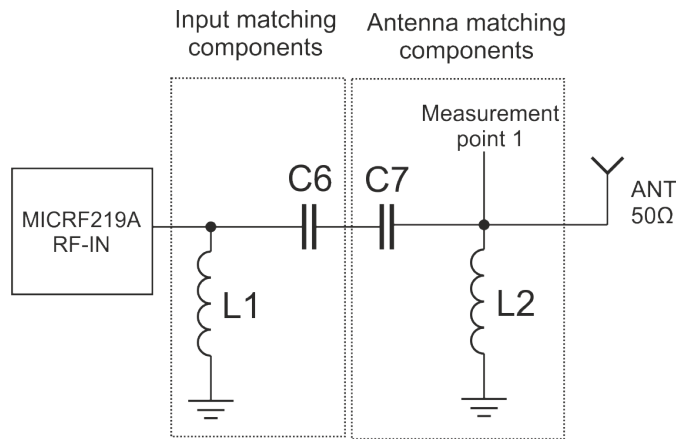 Input matching
components
Antenna matching
components
Measurement
point 1
C6
C7
MICRF219A
RF-IN
ANT
50Ω
L1
L2